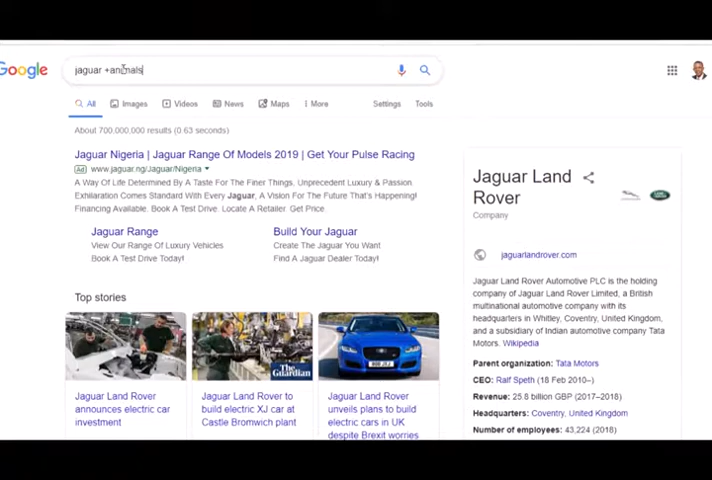 Google
jaguar +animals
All Images Videos News Maps More Settings Tools
About 700,000,000 results (0.63 seconds)
Jaguar Nigeria | Jaguar Range Of Models 2019 | Get Your Pulse Racing
Ad www.jaguar.ng/Jaguar/Nigeria
A Way Of Life Determined By A Taste For The Finer Things. Unprecedent Luxury & Passion
Exhilaration Comes Standard With Every Jaguar, A Vision For The Future That's Happening!
Financing Available. Book A Test Drive. Locate A Retailer. Get Price
Jaguar Range
View Our Range Of Luxury Vehicles
Book A Test Drive Today!
Build Your Jaguar
Create The Jaguar You Want
Find A Jaguar Dealer Today!
Top stories
The
Guardian
Jaguar Land Rover
announces electric car
investment
Jaguar Land Rover to
build electric XJ car at
Castle Bromwich plant
Jaguar Land Rover
unveils plans to build
electric cars in UK
despite Brexit worries
Jaguar Land
Rover
Company
jaguarlandrover.com
Jaguar Land Rover Automotive PLC is the holding
company of Jaguar Land Rover Limited, a British
multinational automotive company with its
headquarters in Whitley, Coventry, United Kingdom,
and a subsidiary of Indian automotive company Tata
Motors. Wikipedia
Parent organization: Tata Motors
CEO: Ralf Speth (18 Feb 2010–)
Revenue: 25.8 billion GBP (2017–2018)
Headquarters: Coventry, United Kingdom
Number of employees: 43,224 (2018)